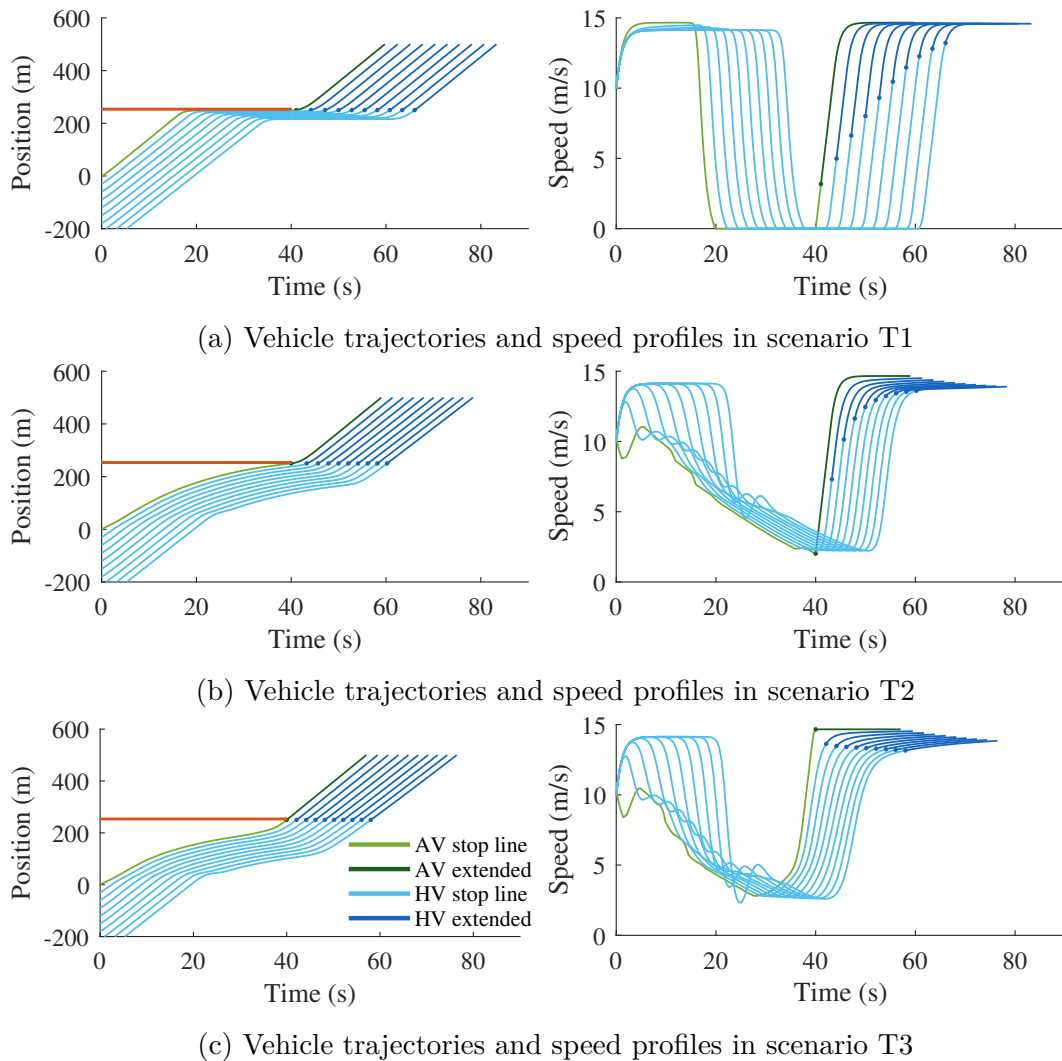 600
400
200
0
-200
Position (m)
0 20 40 60 80
Time (s)
15
10
5
0
Speed (m/s)
0 20 40 60 80
Time (s)
(a) Vehicle trajectories and speed profiles in scenario T1
600
400
200
0
-200
Position (m)
0 20 40 60 80
Time (s)
15
10
5
0
Speed (m/s)
0 20 40 60 80
Time (s)
(b) Vehicle trajectories and speed profiles in scenario T2
600
400
200
0
-200
Position (m)
AV stop line
AV extended
HV stop line
HV extended
0 20 40 60 80
Time (s)
15
10
5
0
Speed (m/s)
0 20 40 60 80
Time (s)
(c) Vehicle trajectories and speed profiles in scenario T3